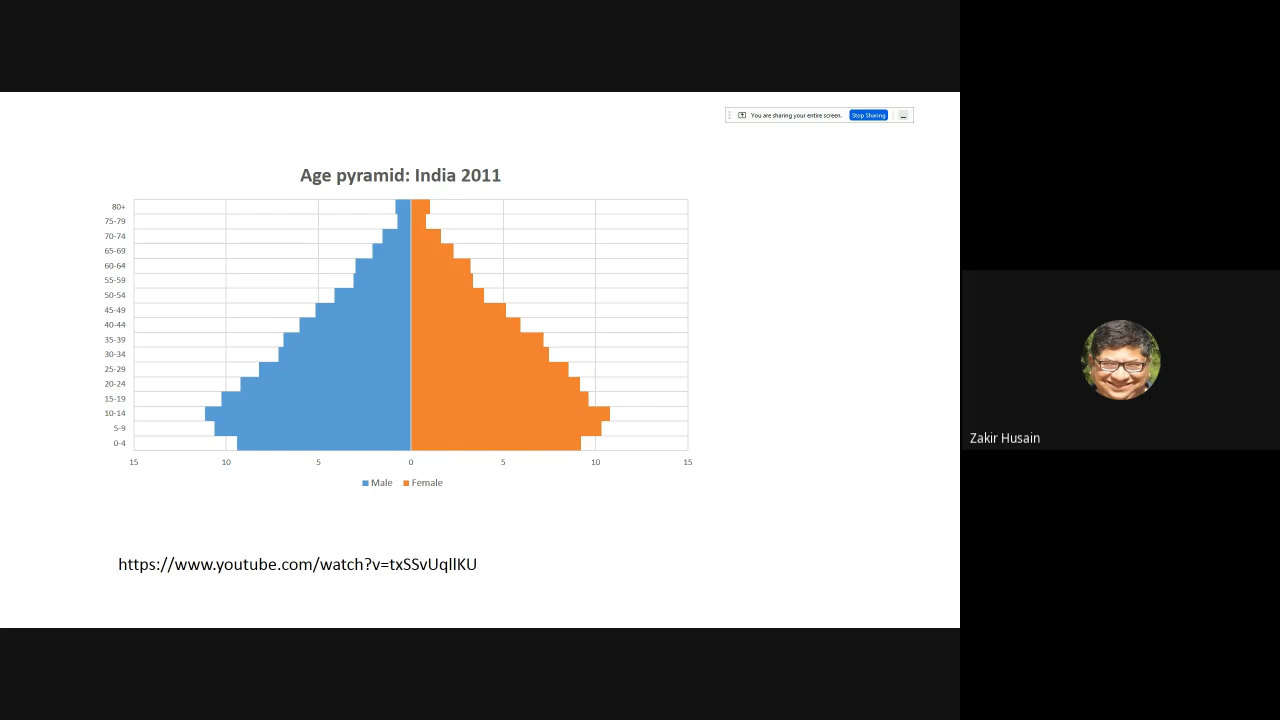 You are sharing your entire screen.
Stop Sharing
Age pyramid: India 2011
80+
75-79
70-74
65-69
60-64
55-59
50-54
45-49
40-44
35-39
30-34
25-29
20-24
15-19
10-14
5-9
0-4
15 10 5 0 5 10 15
Male Female
https://www.youtube.com/watch?v=txSSvUqllKU
Zakir Husain